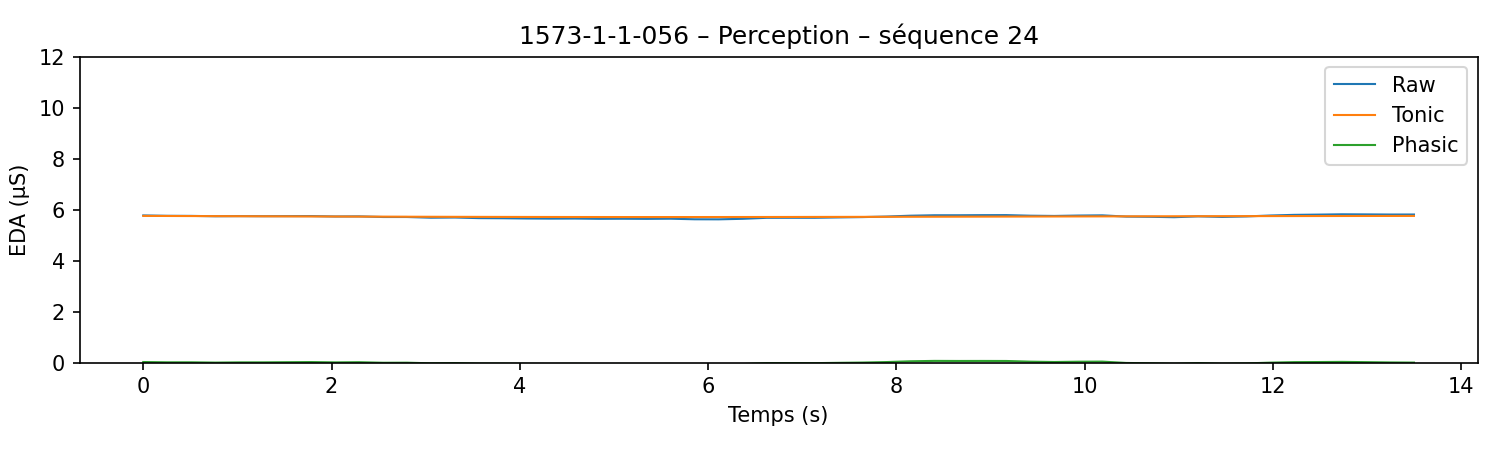 1573-1-1-056 – Perception – séquence 24
EDA (µS)
12
10
8
6
4
2
0
Raw
Tonic
Phasic
0 2 4 6 8 10 12 14
Temps (s)